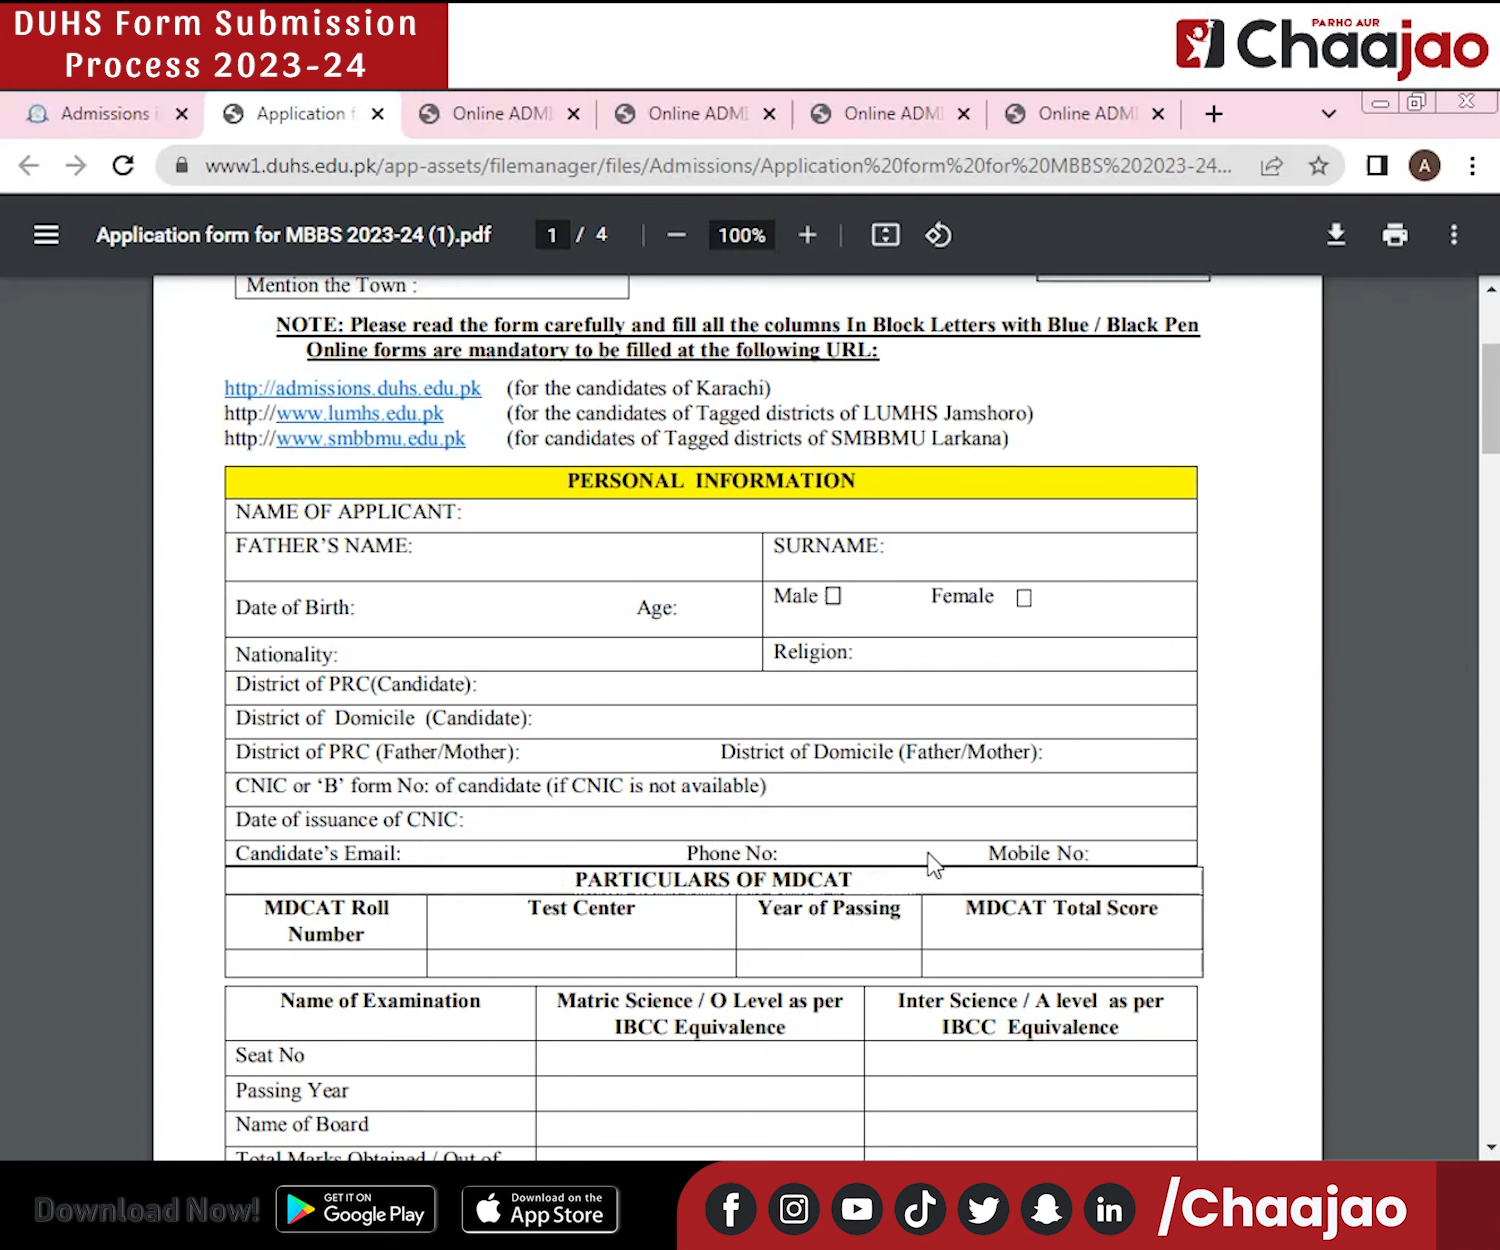 DUHS Form Submission
Process 2023-24
PARHO AUR
Chaajao
Admissions i
Application f
Online ADMI
Online ADMI
Online ADMI
Online ADMI
www1.duhs.edu.pk/app-assets/filemanager/files/Admissions/Application%20form%20for%20MBBS%202023-24...
A
Application form for MBBS 2023-24 (1).pdf
1 / 4
100%
Mention the Town :
NOTE: Please read the form carefully and fill all the columns In Block Letters with Blue / Black Pen
Online forms are mandatory to be filled at the following URL:
http://admissions.duhs.edu.pk (for the candidates of Karachi)
http://www.lumhs.edu.pk (for the candidates of Tagged districts of LUMHS Jamshoro)
http://www.smbbmu.edu.pk (for candidates of Tagged districts of SMBBMU Larkana)
PERSONAL INFORMATION
NAME OF APPLICANT:
FATHER'S NAME: SURNAME:
Date of Birth: Age: Male Female
Nationality: Religion:
District of PRC(Candidate):
District of Domicile (Candidate):
District of PRC (Father/Mother): District of Domicile (Father/Mother):
CNIC or ‘B’ form No: of candidate (if CNIC is not available)
Date of issuance of CNIC:
Candidate’s Email: Phone No: Mobile No:
PARTICULARS OF MDCAT
MDCAT Roll Number
Test Center
Year of Passing
MDCAT Total Score
Name of Examination
Matric Science / O Level as per
IBCC Equivalence
Inter Science / A level as per
IBCC Equivalence
Seat No
Passing Year
Name of Board
Total Marks Obtained / Out of
Download Now!
GET IT ON
Google Play
Download on the
App Store
/Chaajao